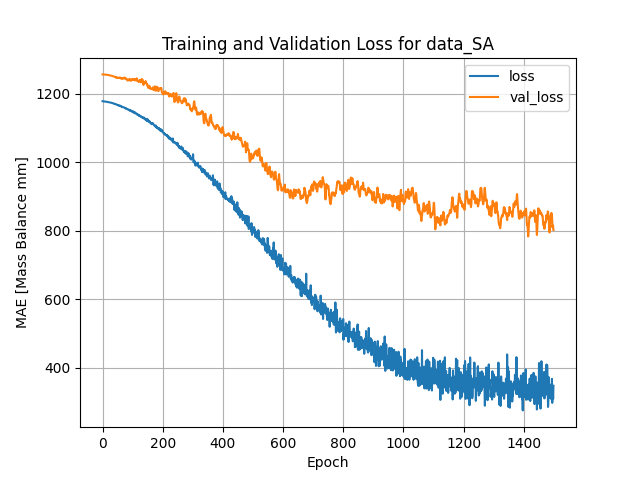 Training and Validation Loss for data_SA
loss
val_loss
MAE [Mass Balance mm]
1200
1000
800
600
400
0 200 400 600 800 1000 1200 1400
Epoch